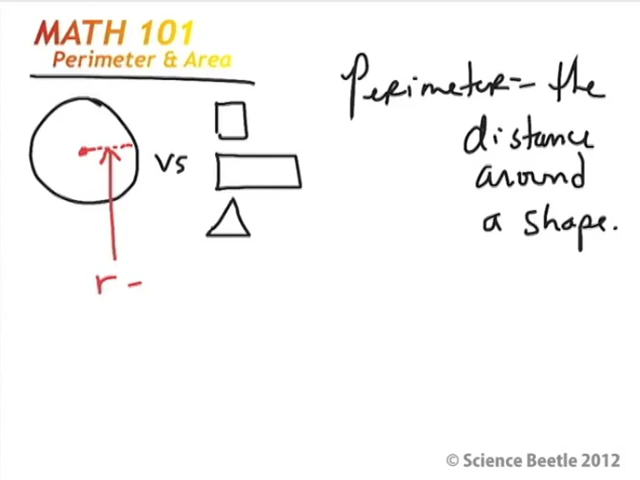 MATH 101
Perimeter & Area
Perimeter = the
distance
around
a shape.
vs
r -
© Science Beetle 2012